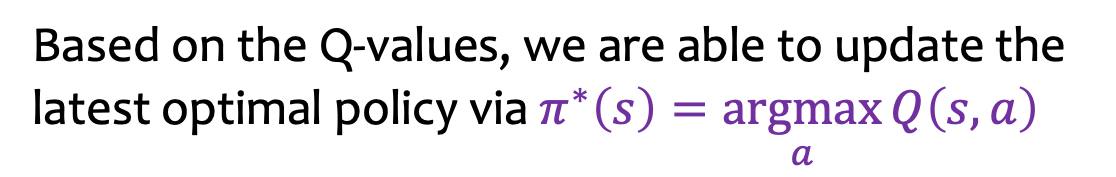 Based on the Q-values, we are able to update the
latest optimal policy via π*(s) = argmax Q(s, a)
a